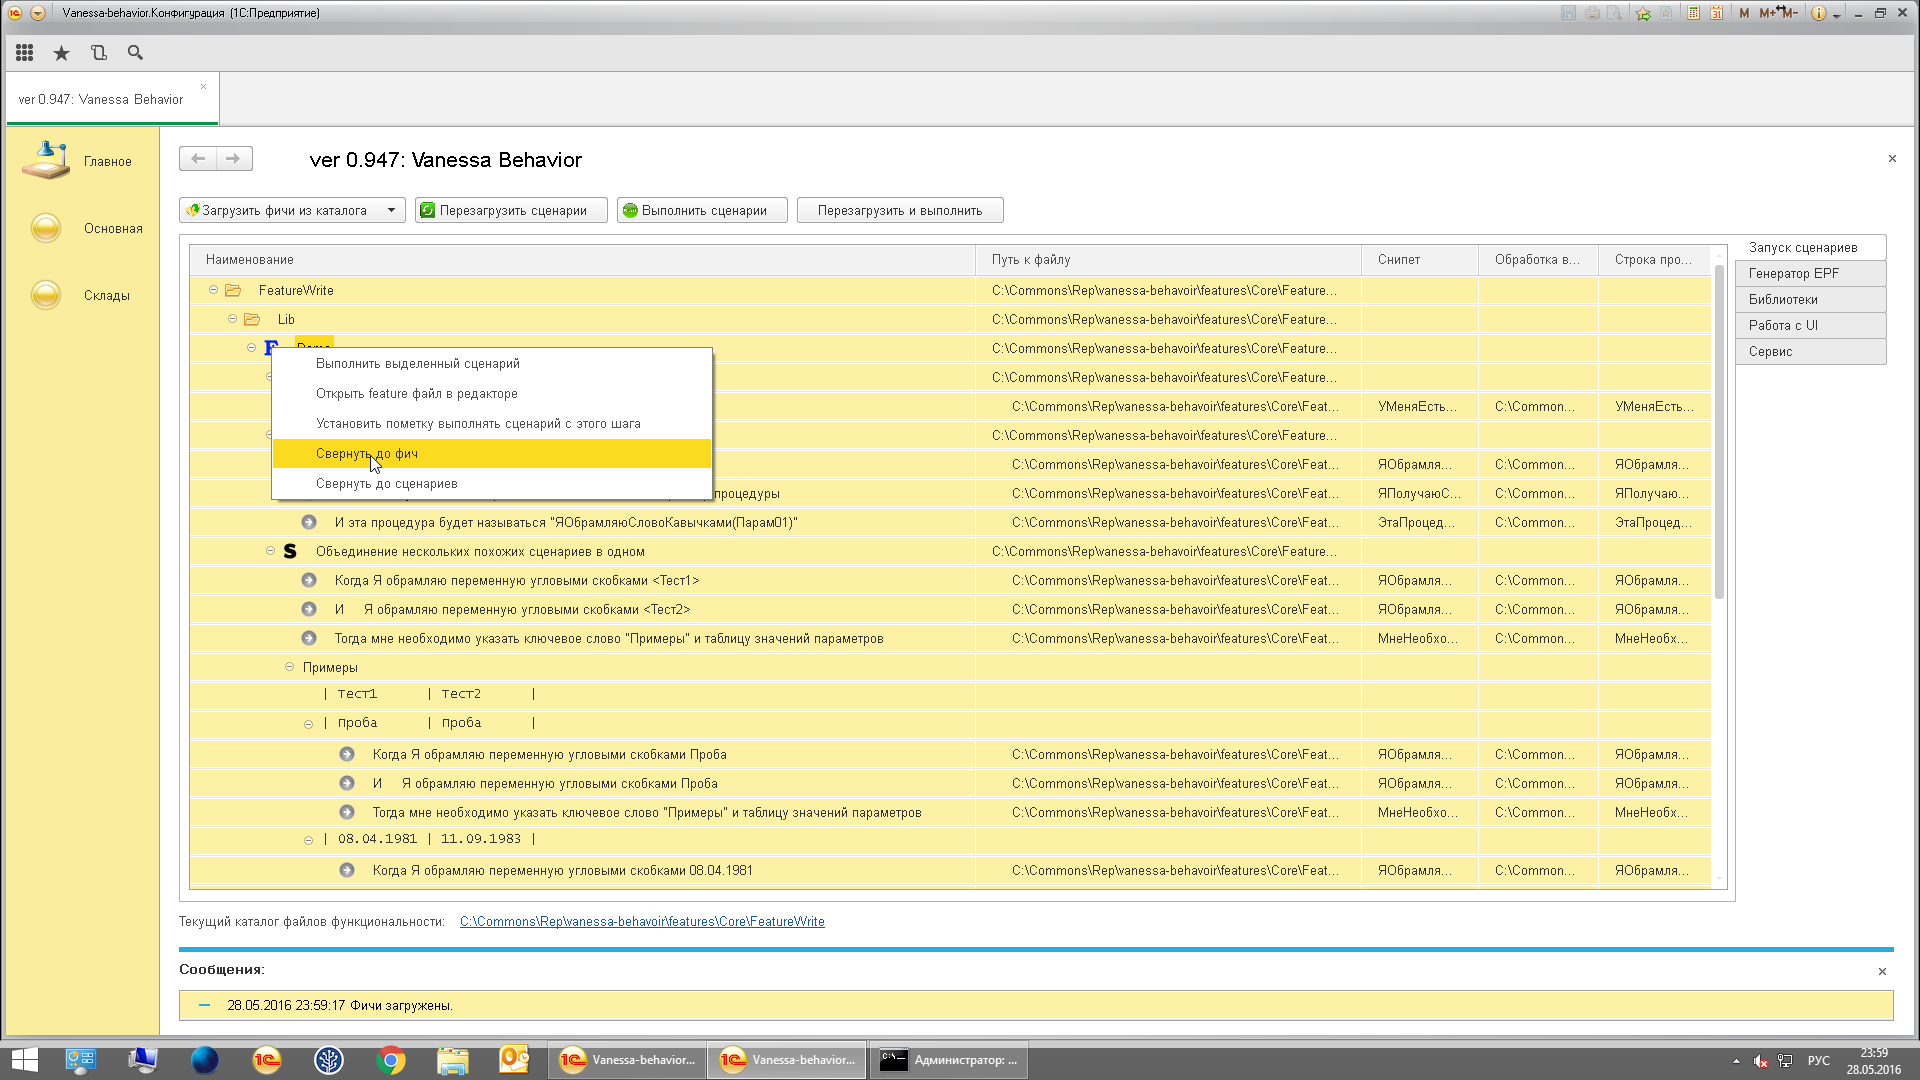 Vanessa-behavior.Конфигурация (1С:Предприятие)
M M+ M-
ver 0.947: Vanessa Behavior
Главное
Основная
Склады
ver 0.947: Vanessa Behavior
Загрузить фичи из каталога
Перезагрузить сценарии
Выполнить сценарии
Перезагрузить и выполнить
Наименование Путь к файлу Снипет Обработка в... Строка про...
FeatureWrite C:\Commons\Rep\vanessa-behavoir\features\Core\Feature...
Lib C:\Commons\Rep\vanessa-behavoir\features\Core\Feature...
C:\Commons\Rep\vanessa-behavoir\features\Core\Feature...
C:\Commons\Rep\vanessa-behavoir\features\Core\Feature...
C:\Commons\Rep\vanessa-behavoir\features\Core\Feat... УМеняЕсть... C:\Common... УМеняЕсть...
C:\Commons\Rep\vanessa-behavoir\features\Core\Feature...
C:\Commons\Rep\vanessa-behavoir\features\Core\Feat... ЯОбрамля... C:\Common... ЯОбрамля...
процедуры C:\Commons\Rep\vanessa-behavoir\features\Core\Feat... ЯПолучаюС... C:\Common... ЯПолучаю...
И эта процедура будет называться "ЯОбрамляюСловоКавычками(Парам01)" C:\Commons\Rep\vanessa-behavoir\features\Core\Feat... ЭтаПроцед... C:\Common... ЭтаПроцед...
S Объединение нескольких похожих сценариев в одном C:\Commons\Rep\vanessa-behavoir\features\Core\Feature...
Когда Я обрамляю переменную угловыми скобками <Тест1> C:\Commons\Rep\vanessa-behavoir\features\Core\Feat... ЯОбрамля... C:\Common... ЯОбрамля...
И Я обрамляю переменную угловыми скобками <Тест2> C:\Commons\Rep\vanessa-behavoir\features\Core\Feat... ЯОбрамля... C:\Common... ЯОбрамля...
Тогда мне необходимо указать ключевое слово "Примеры" и таблицу значений параметров C:\Commons\Rep\vanessa-behavoir\features\Core\Feat... МнеНеобхо... C:\Common... МнеНеобх...
Примеры
| Тест1 | Тест2 |
| Проба | Проба |
Когда Я обрамляю переменную угловыми скобками Проба C:\Commons\Rep\vanessa-behavoir\features\Core\Feat... ЯОбрамля... C:\Common... ЯОбрамля...
И Я обрамляю переменную угловыми скобками Проба C:\Commons\Rep\vanessa-behavoir\features\Core\Feat... ЯОбрамля... C:\Common... ЯОбрамля...
Тогда мне необходимо указать ключевое слово "Примеры" и таблицу значений параметров C:\Commons\Rep\vanessa-behavoir\features\Core\Feat... МнеНеобхо... C:\Common... МнеНеобх...
| 08.04.1981 | 11.09.1983 |
Когда Я обрамляю переменную угловыми скобками 08.04.1981 C:\Commons\Rep\vanessa-behavoir\features\Core\Feat... ЯОбрамля... C:\Common... ЯОбрамля...
Выполнить выделенный сценарий
Открыть feature файл в редакторе
Установить пометку выполнять сценарий с этого шага
Свернуть до фич
Свернуть до сценариев
Запуск сценариев
Генератор EPF
Библиотеки
Работа с UI
Сервис
Текущий каталог файлов функциональности: C:\Commons\Rep\vanessa-behavoir\features\Core\FeatureWrite
Сообщения:
28.05.2016 23:59:17 Фичи загружены.
Vanessa-behavior...
Vanessa-behavior...
Администратор: ...
РУС
23:59
28.05.2016